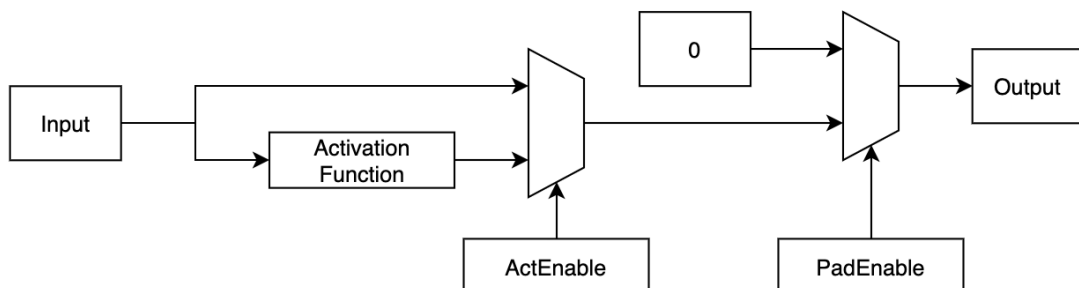 0
Output
Input
Activation
Function
ActEnable
PadEnable